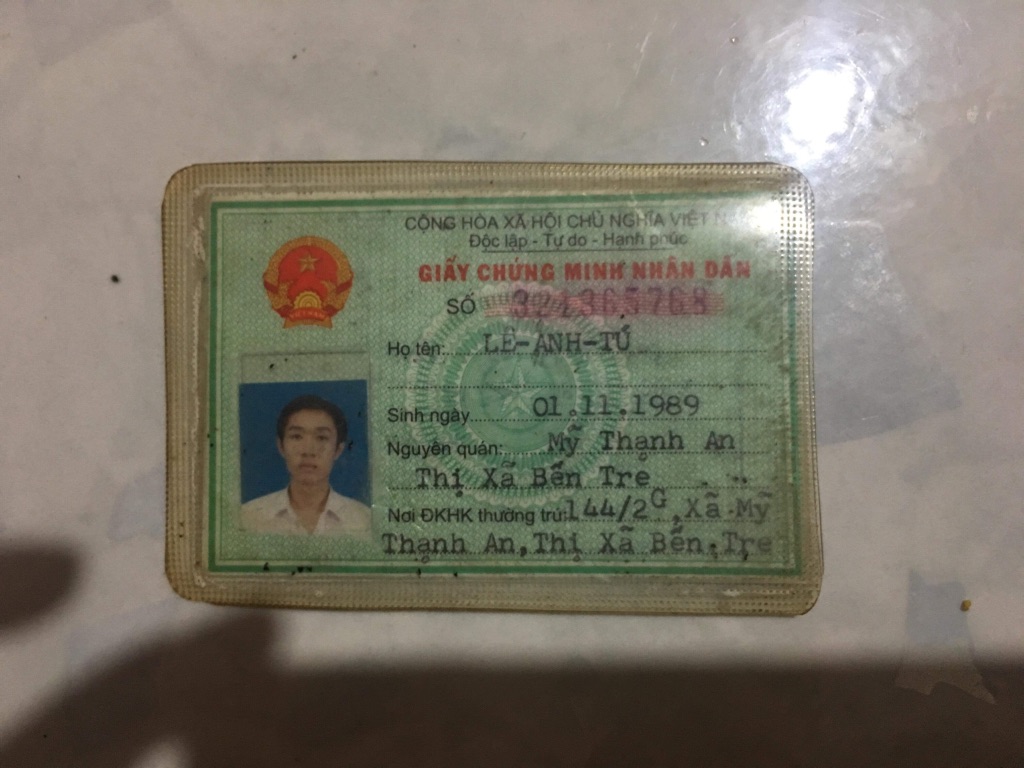 CỘNG HÒA XÃ HỘI CHỦ NGHĨA VIỆT NAM
Độc lập - Tự do - Hạnh phúc
GIẤY CHỨNG MINH NHÂN DÂN
SỐ 321365768
Họ tên: LÊ-ANH-TÚ
Sinh ngày 01.11.1989
Nguyên quán: Mỹ Thạnh An
Thị Xã Bến Tre
Nơi ĐKHK thường trú: 144/2G, Xã Mỹ
Thạnh An, Thị Xã Bến Tre
VIỆT NAM